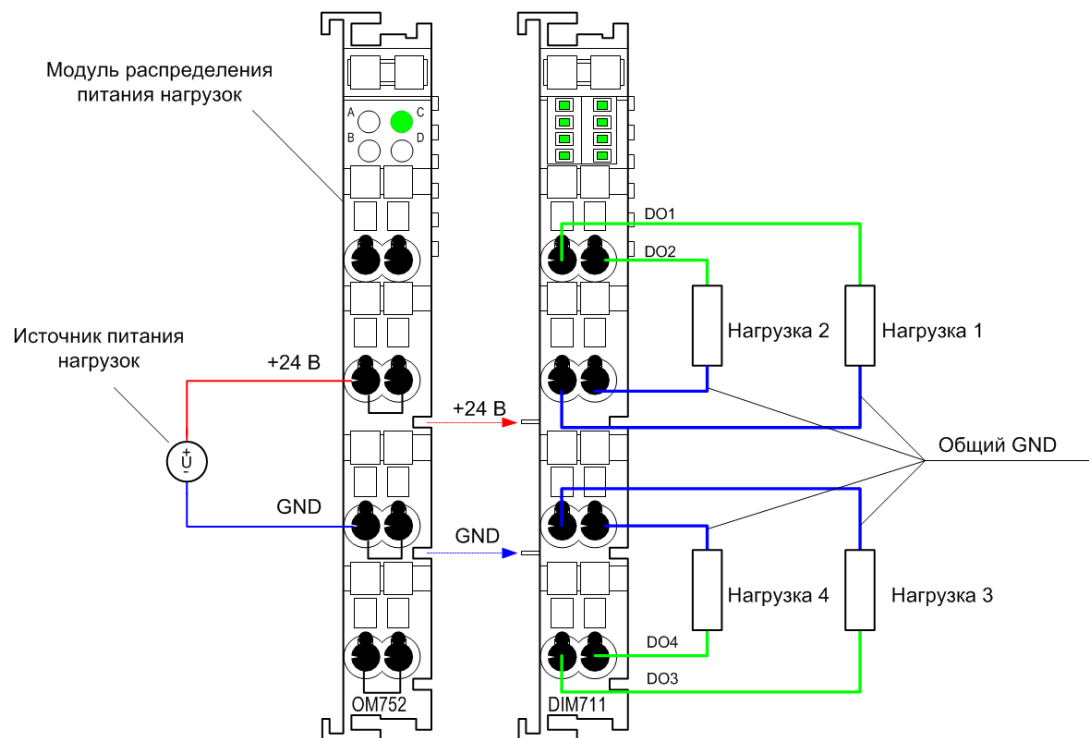 Модуль распределения
питания нагрузок
A
C
B
D
DO1
DO2
Источник питания
нагрузок
+24 В
Нагрузка 2
Нагрузка 1
+24 В
+
U
-
Общий GND
GND
GND
Нагрузка 4
Нагрузка 3
DO4
DO3
OM752
DIM711